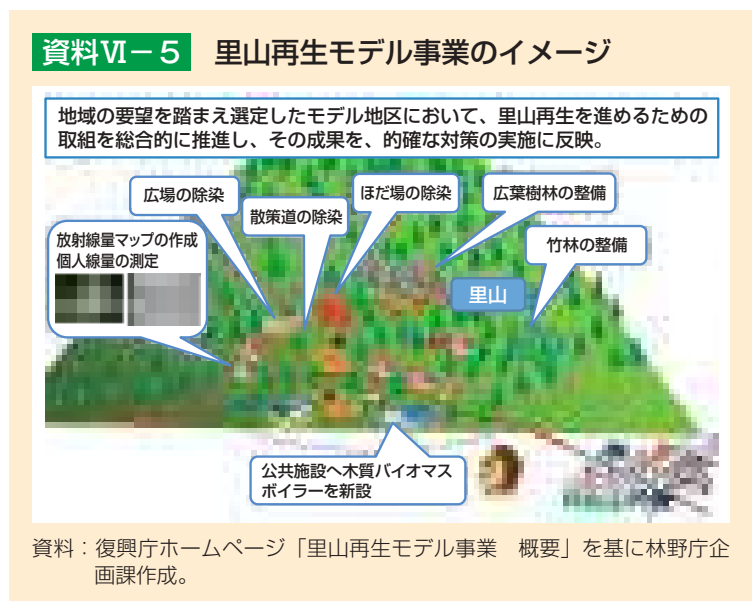 資料Ⅵ－５ 里山再生モデル事業のイメージ
地域の要望を踏まえ選定したモデル地区において、里山再生を進めるための
取組を総合的に推進し、その成果を、的確な対策の実施に反映。
広場の除染
散策道の除染
ほだ場の除染
広葉樹林の整備
竹林の整備
放射線量マップの作成
個人線量の測定
里山
公共施設へ木質バイオマス
ボイラーを新設
資料：復興庁ホームページ「里山再生モデル事業　概要」を基に林野庁企
画課作成。